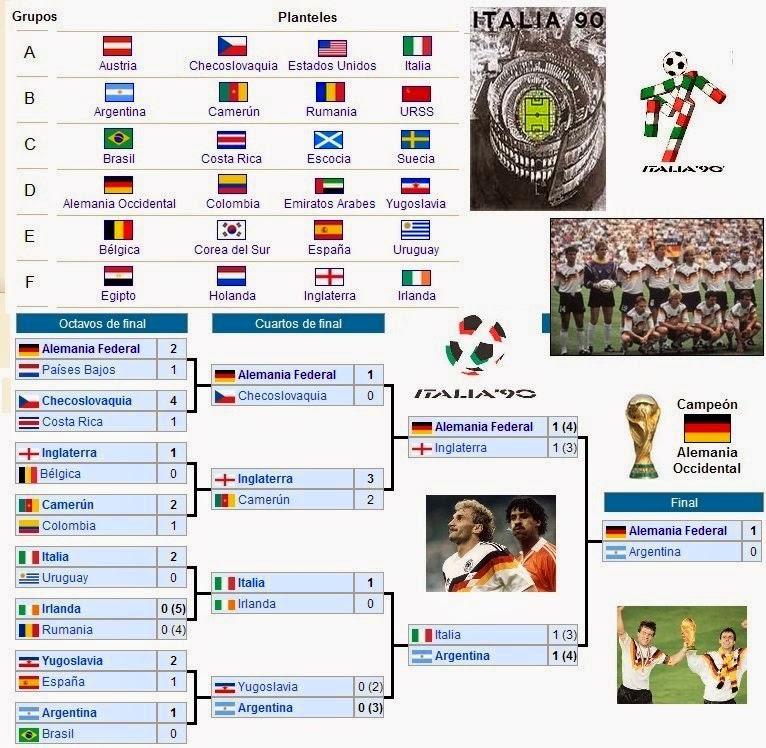 Grupos Planteles
A
Austria Checoslovaquia Estados Unidos Italia
B
Argentina Camerún Rumania URSS
C
Brasil Costa Rica Escocia Suecia
D
Alemania Occidental Colombia Emiratos Arabes Yugoslavia
E
Bélgica Corea del Sur España Uruguay
F
Egipto Holanda Inglaterra Irlanda
ITALIA 90
ITALIA'90
ITALIA'90
Octavos de final
Alemania Federal 2
Países Bajos 1
Checoslovaquia 4
Costa Rica 1
Inglaterra 1
Bélgica 0
Camerún 2
Colombia 1
Italia 2
Uruguay 0
Irlanda 0 (5)
Rumania 0 (4)
Yugoslavia 2
España 1
Argentina 1
Brasil 0
Cuartos de final
Alemania Federal 1
Checoslovaquia 0
Inglaterra 3
Camerún 2
Italia 1
Irlanda 0
Yugoslavia 0 (2)
Argentina 0 (3)
Alemania Federal 1 (4)
Inglaterra 1 (3)
Italia 1 (3)
Argentina 1 (4)
Campeón
Alemania
Occidental
Final
Alemania Federal 1
Argentina 0